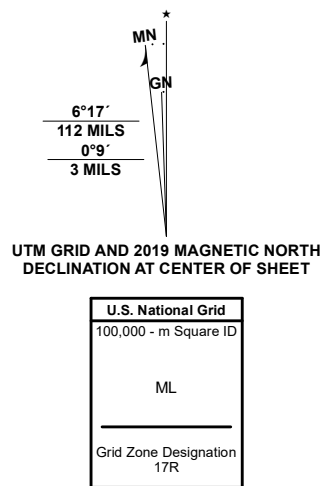 ★
MN
GN
6°17´
112 MILS
0°9´
3 MILS
UTM GRID AND 2019 MAGNETIC NORTH
DECLINATION AT CENTER OF SHEET
U.S. National Grid
100,000 - m Square ID
ML
Grid Zone Designation
17R